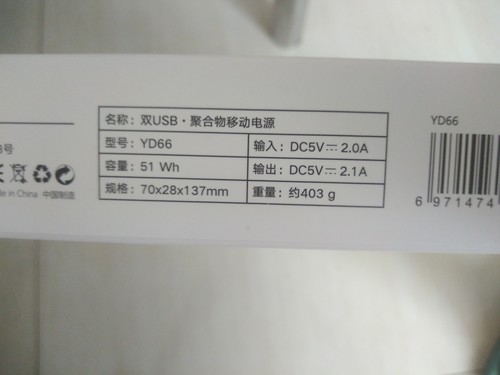 名称: 双USB·聚合物移动电源
型号: YD66
输入: DC5V⎓2.0A
容量: 51 Wh
输出: DC5V⎓2.1A
规格: 70x28x137mm
重量: 约403 g
号
de in China 中国制造
YD66
6 971474